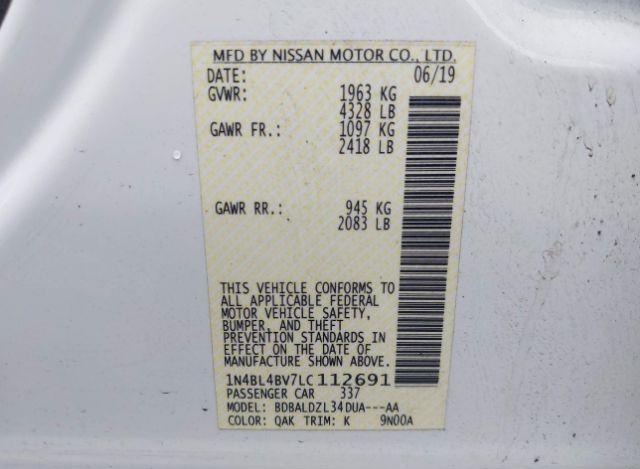 MFD BY NISSAN MOTOR CO., LTD.
DATE: 06/19
GVWR: 1963 KG
4328 LB
GAWR FR.: 1097 KG
2418 LB
GAWR RR.: 945 KG
2083 LB
THIS VEHICLE CONFORMS TO
ALL APPLICABLE FEDERAL
MOTOR VEHICLE SAFETY,
BUMPER, AND THEFT
PREVENTION STANDARDS IN
EFFECT ON THE DATE OF
MANUFACTURE SHOWN ABOVE.
1N4BL4BV7LC112691
PASSENGER CAR 337
MODEL: BDBALDZL34DUA---AA
COLOR: QAK TRIM: K 9N00A